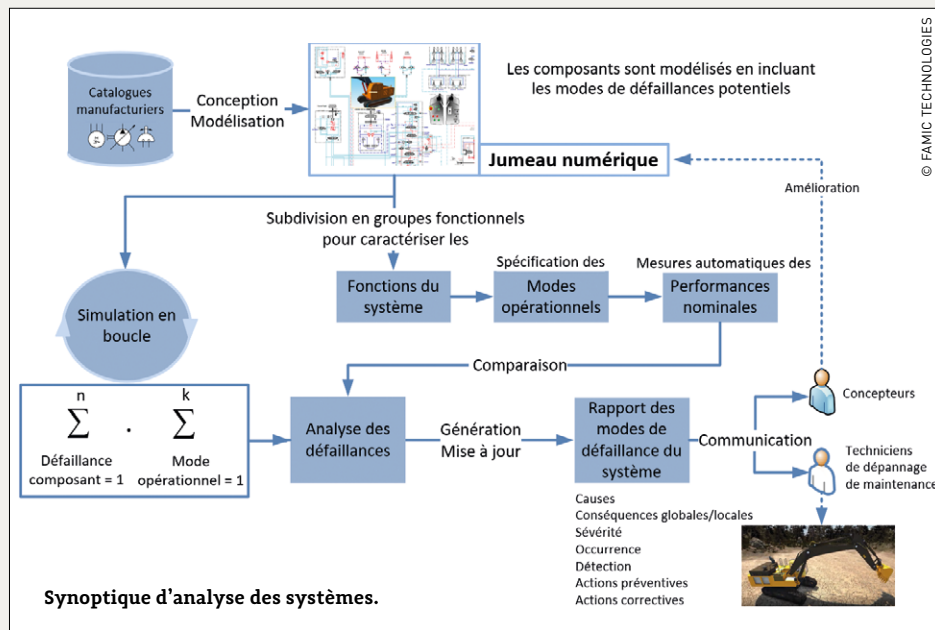 © FAMIC TECHNOLOGIES
Catalogues
manufacturiers
Conception
Modélisation
Les composants sont modélisés en incluant
les modes de défaillances potentiels
Jumeau numérique
Amélioration
Subdivision en groupes fonctionnels
pour caractériser les
Fonctions du
système
Spécification des
Modes
opérationnels
Mesures automatiques des
Performances
nominales
Simulation en
boucle
Comparaison
n
∑
Défaillance
composant = 1
.
k
∑
Mode
opérationnel = 1
Analyse des
défaillances
Génération
Mise à jour
Rapport des
modes de
défaillance du
système
Communication
Concepteurs
Techniciens
de dépannage
de maintenance
Causes
Conséquences globales/locales
Sévérité
Occurrence
Détection
Actions préventives
Actions correctives
Synoptique d’analyse des systèmes.